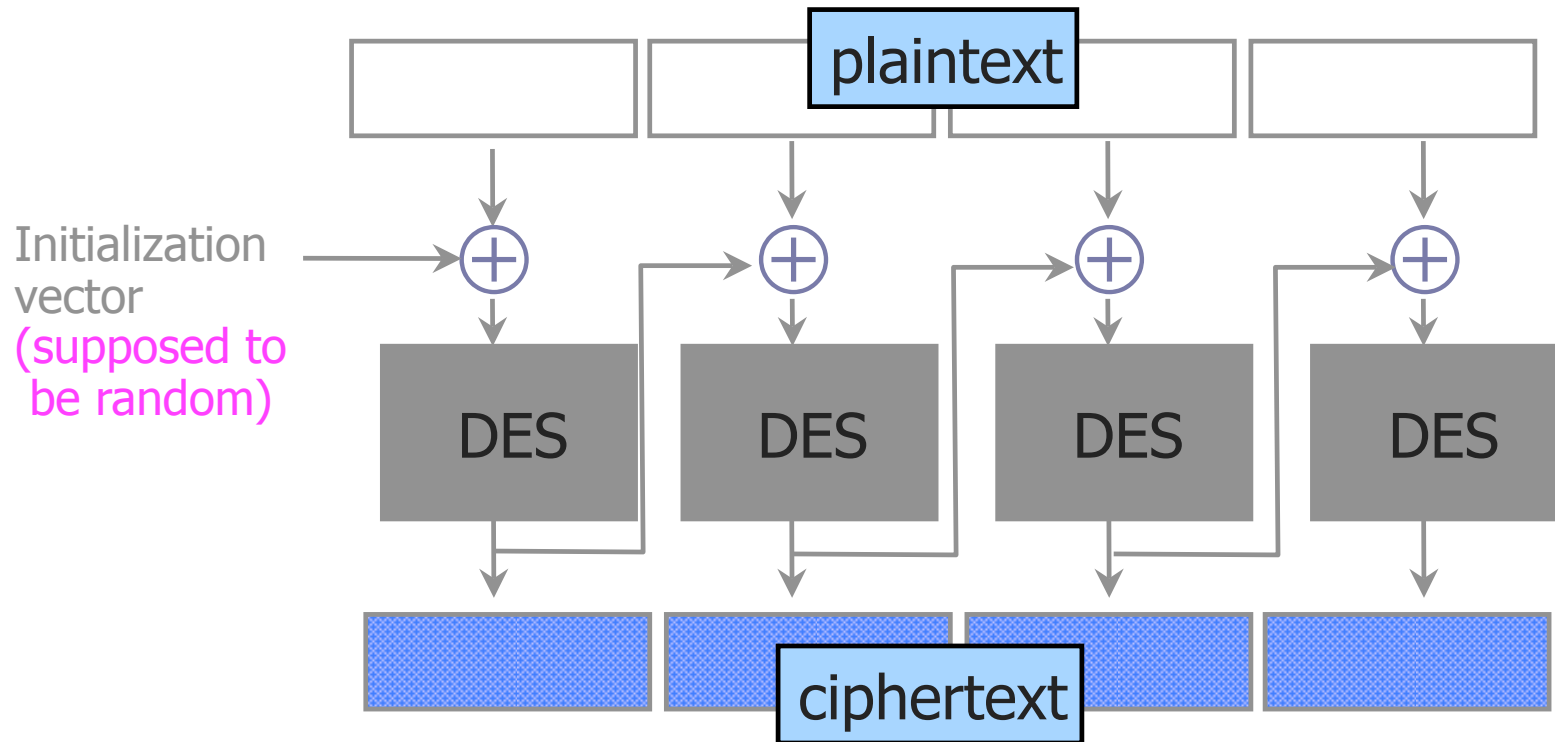 plaintext
Initialization
vector
(supposed to
be random)
DES
DES
DES
DES
ciphertext